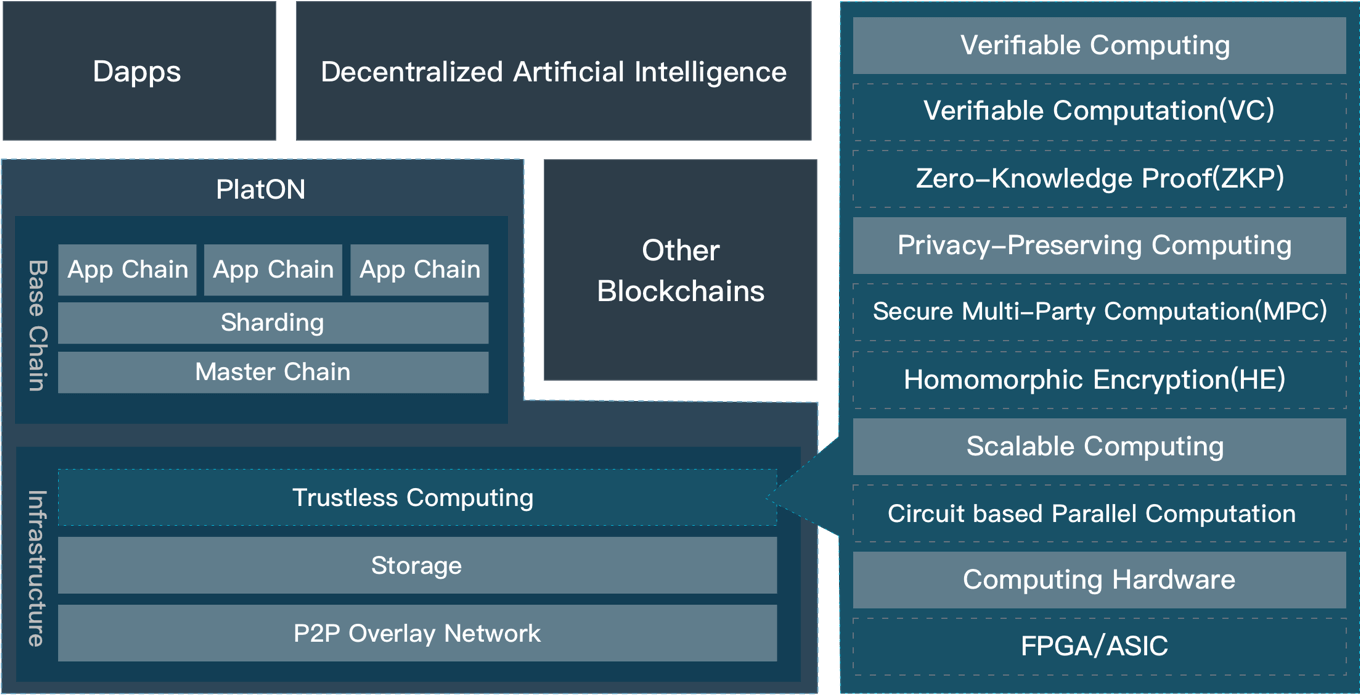 Dapps
Decentralized Artificial Intelligence
PlatON
Base Chain
App Chain
App Chain
App Chain
Sharding
Master Chain
Other
Blockchains
Infrastructure
Trustless Computing
Storage
P2P Overlay Network
Verifiable Computing
Verifiable Computation(VC)
Zero-Knowledge Proof(ZKP)
Privacy-Preserving Computing
Secure Multi-Party Computation(MPC)
Homomorphic Encryption(HE)
Scalable Computing
Circuit based Parallel Computation
Computing Hardware
FPGA/ASIC